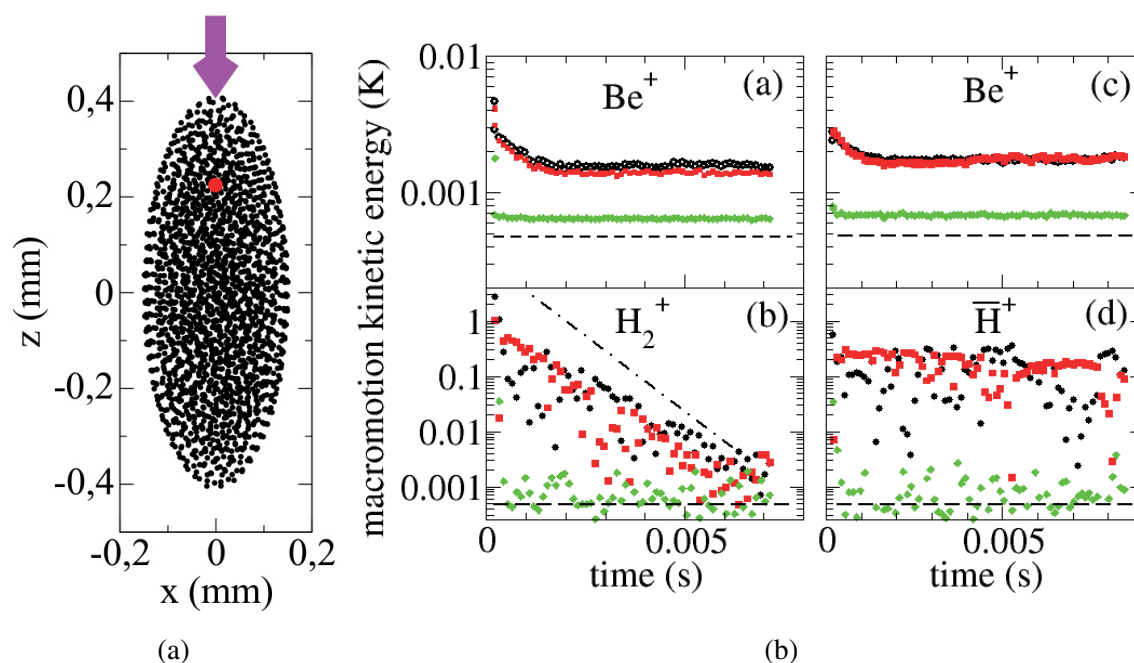 0,4
0,2
0
-0,2
-0,4
z (mm)
-0,2 0 0,2
x (mm)
(a)
macromotion kinetic energy (K)
0.01
0.001
Be⁺ (a)
Be⁺ (c)
1
0.1
0.01
0.001
H₂⁺ (b)
H̅⁺ (d)
0 0.005
time (s)
0 0.005
time (s)
(b)